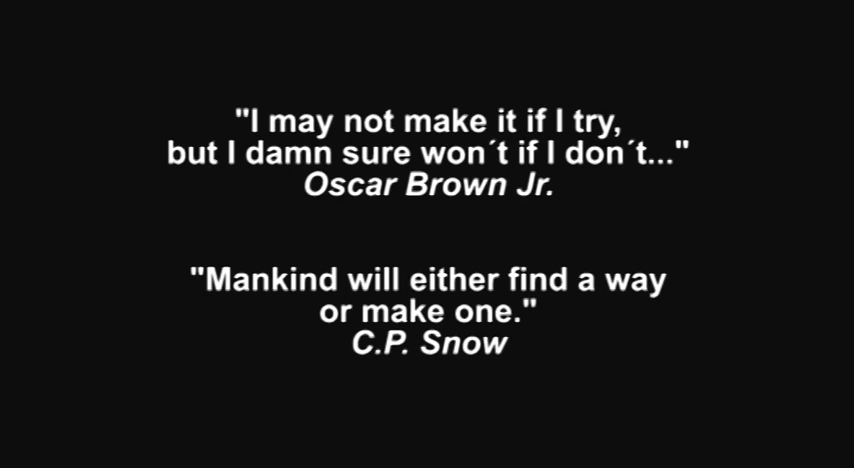 "I may not make it if I try,
but I damn sure won´t if I don´t..."
Oscar Brown Jr.
"Mankind will either find a way
or make one."
C.P. Snow